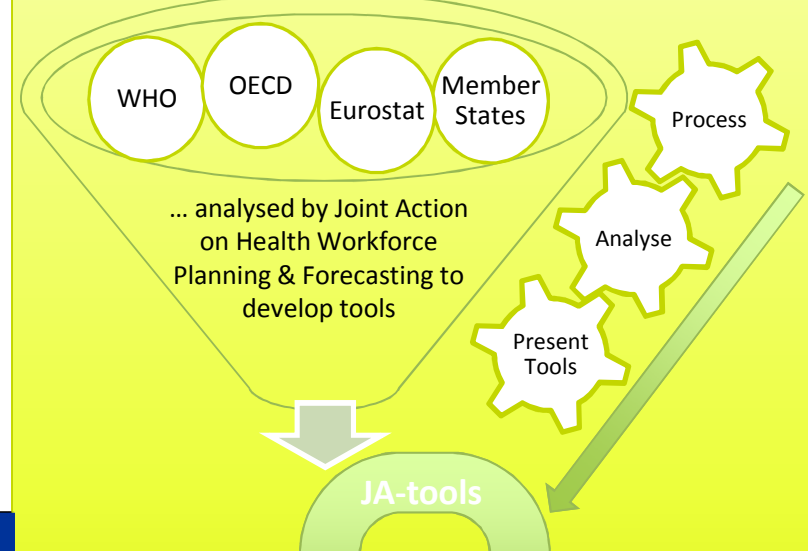 WHO
OECD
Eurostat
Member
States
Process
… analysed by Joint Action
on Health Workforce
Planning & Forecasting to
develop tools
Analyse
Present
Tools
JA-tools